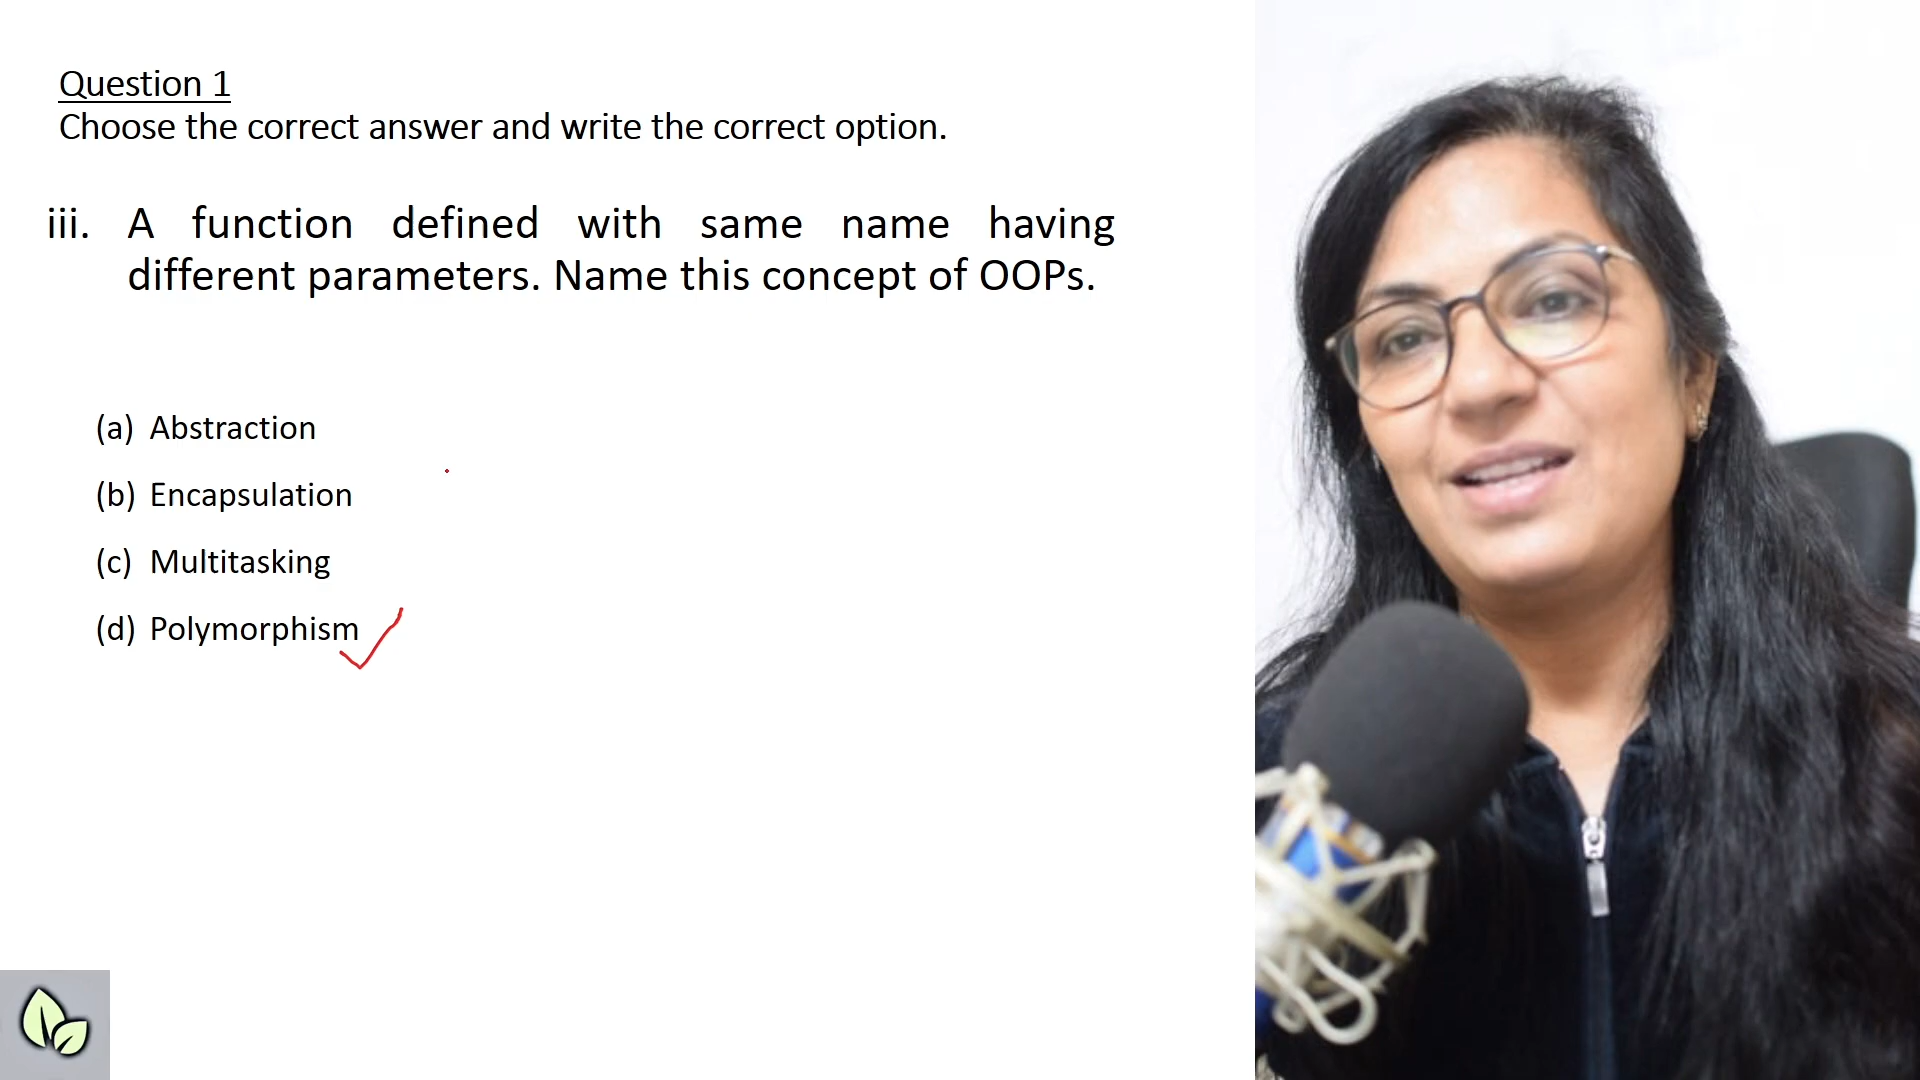 Question 1
Choose the correct answer and write the correct option.
iii. A function defined with same name having
different parameters. Name this concept of OOPs.
(a) Abstraction
(b) Encapsulation
(c) Multitasking
(d) Polymorphism